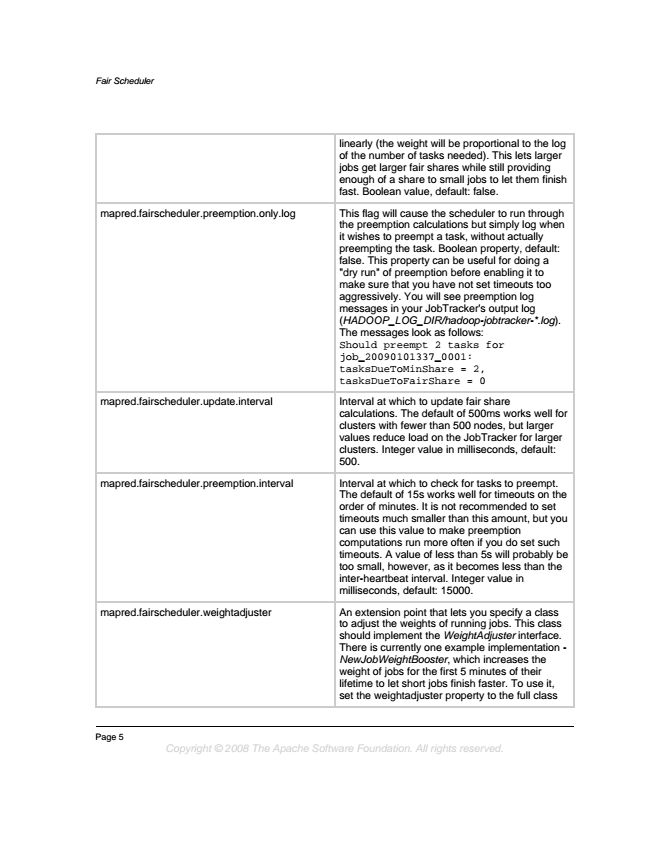 Fair Scheduler
linearly (the weight will be proportional to the log
of the number of tasks needed). This lets larger
jobs get larger fair shares while still providing
enough of a share to small jobs to let them finish
fast. Boolean value, default: false.
mapred.fairscheduler.preemption.only.log
This flag will cause the scheduler to run through
the preemption calculations but simply log when
it wishes to preempt a task, without actually
preempting the task. Boolean property, default:
false. This property can be useful for doing a
"dry run" of preemption before enabling it to
make sure that you have not set timeouts too
aggressively. You will see preemption log
messages in your JobTracker's output log
(HADOOP_LOG_DIR/hadoop-jobtracker-*.log).
The messages look as follows:
Should preempt 2 tasks for
job_20090101337_0001:
tasksDueToMinShare = 2,
tasksDueToFairShare = 0
mapred.fairscheduler.update.interval
Interval at which to update fair share
calculations. The default of 500ms works well for
clusters with fewer than 500 nodes, but larger
values reduce load on the JobTracker for larger
clusters. Integer value in milliseconds, default:
500.
mapred.fairscheduler.preemption.interval
Interval at which to check for tasks to preempt.
The default of 15s works well for timeouts on the
order of minutes. It is not recommended to set
timeouts much smaller than this amount, but you
can use this value to make preemption
computations run more often if you do set such
timeouts. A value of less than 5s will probably be
too small, however, as it becomes less than the
inter-heartbeat interval. Integer value in
milliseconds, default: 15000.
mapred.fairscheduler.weightadjuster
An extension point that lets you specify a class
to adjust the weights of running jobs. This class
should implement the WeightAdjuster interface.
There is currently one example implementation -
NewJobWeightBooster, which increases the
weight of jobs for the first 5 minutes of their
lifetime to let short jobs finish faster. To use it,
set the weightadjuster property to the full class
Page 5
Copyright © 2008 The Apache Software Foundation. All rights reserved.